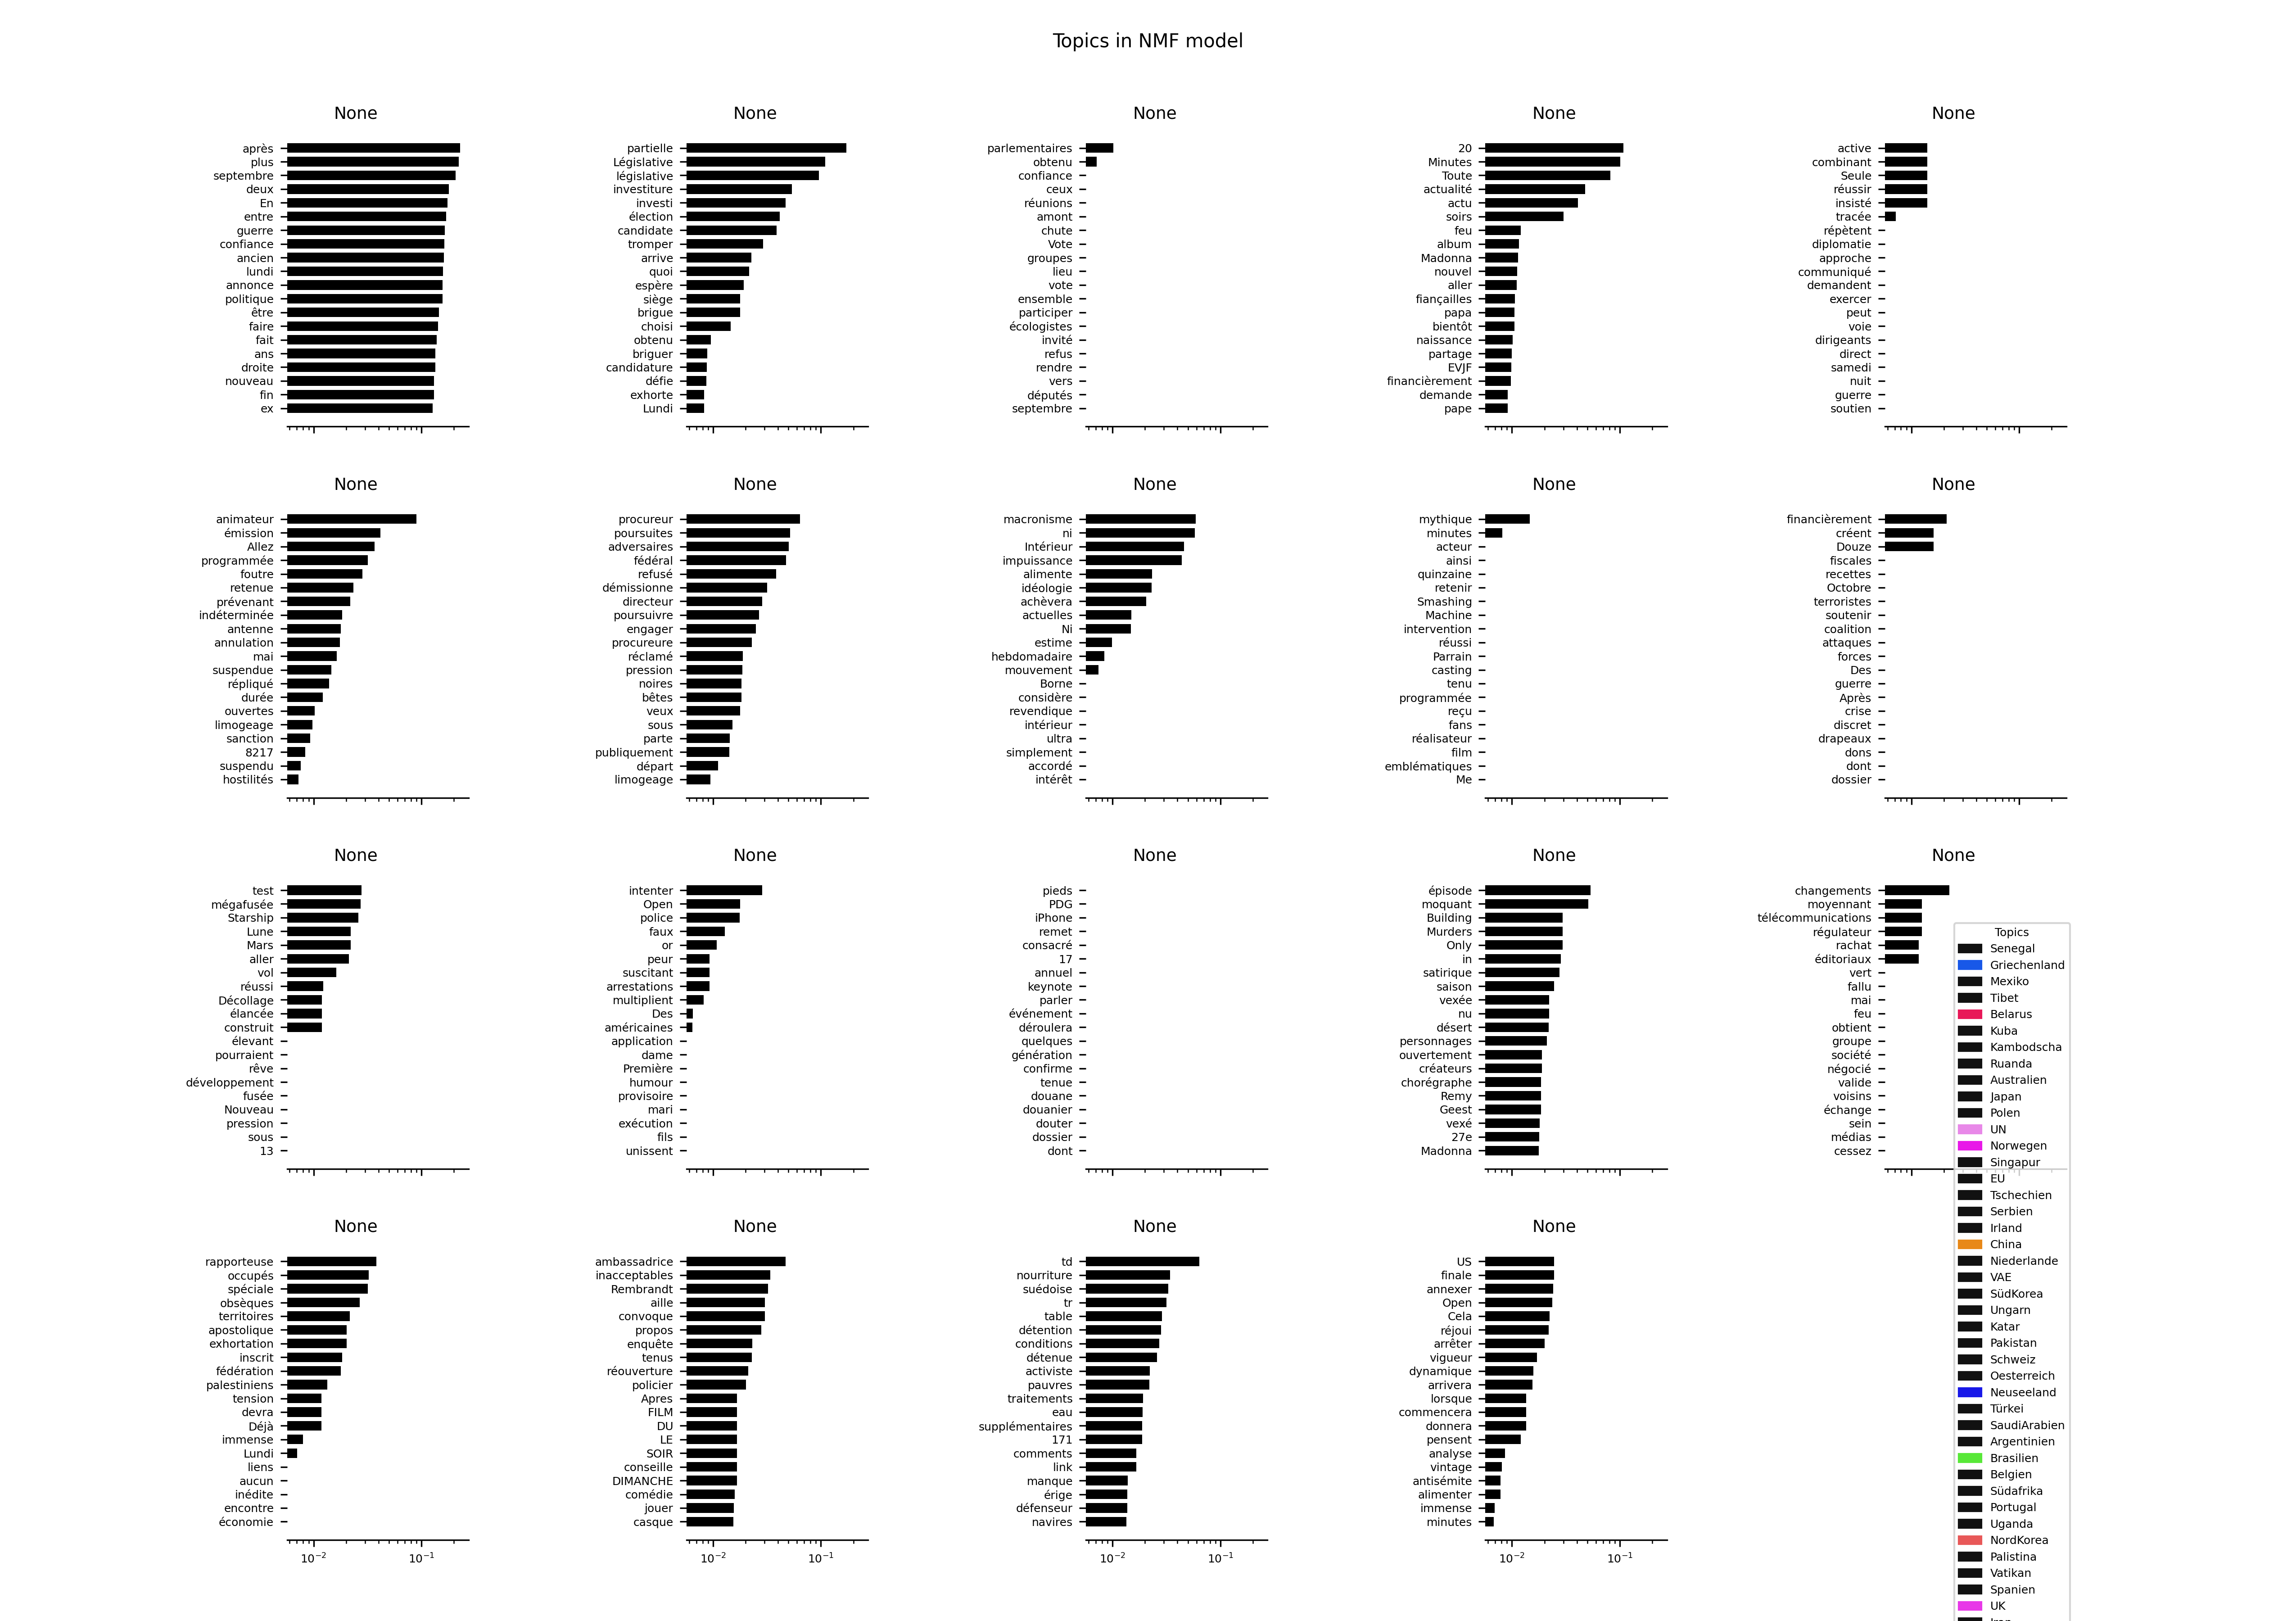 Topics in NMF model
None
après
plus
septembre
deux
En
entre
guerre
confiance
ancien
lundi
annonce
politique
être
faire
fait
ans
droite
nouveau
fin
ex
None
partielle
Législative
législative
investiture
investi
élection
candidate
tromper
arrive
quoi
espère
siège
brigue
choisi
obtenu
briguer
candidature
défie
exhorte
Lundi
None
parlementaires
obtenu
confiance
ceux
réunions
amont
chute
Vote
groupes
lieu
vote
ensemble
participer
écologistes
invité
refus
rendre
vers
députés
septembre
None
20
Minutes
Toute
actualité
actu
soirs
feu
album
Madonna
nouvel
aller
fiançailles
papa
bientôt
naissance
partage
EVJF
financièrement
demande
pape
None
active
combinant
Seule
réussir
insisté
tracée
répètent
diplomatie
approche
communiqué
demandent
exercer
peut
voie
dirigeants
direct
samedi
nuit
guerre
soutien
None
animateur
émission
Allez
programmée
foutre
retenue
prévenant
indéterminée
antenne
annulation
mai
suspendue
répliqué
durée
ouvertes
limogeage
sanction
8217
suspendu
hostilités
None
procureur
poursuites
adversaires
fédéral
refusé
démissionne
directeur
poursuivre
engager
procureure
réclamé
pression
noires
bêtes
veux
sous
parte
publiquement
départ
limogeage
None
macronisme
ni
Intérieur
impuissance
alimente
idéologie
achèvera
actuelles
Ni
estime
hebdomadaire
mouvement
Borne
considère
revendique
intérieur
ultra
simplement
accordé
intérêt
None
mythique
minutes
acteur
ainsi
quinzaine
retenir
Smashing
Machine
intervention
réussi
Parrain
casting
tenu
programmée
reçu
fans
réalisateur
film
emblématiques
Me
None
financièrement
créent
Douze
fiscales
recettes
Octobre
terroristes
soutenir
coalition
attaques
forces
Des
guerre
Après
crise
discret
drapeaux
dons
dont
dossier
None
test
mégafusée
Starship
Lune
Mars
aller
vol
réussi
Décollage
élancée
construit
élevant
pourraient
rêve
développement
fusée
Nouveau
pression
sous
13
None
intenter
Open
police
faux
or
peur
suscitant
arrestations
multiplient
Des
américaines
application
dame
Première
humour
provisoire
mari
exécution
fils
unissent
None
pieds
PDG
iPhone
remet
consacré
17
annuel
keynote
parler
événement
déroulera
quelques
génération
confirme
tenue
douane
douanier
douter
dossier
dont
None
épisode
moquant
Building
Murders
Only
in
satirique
saison
vexée
nu
désert
personnages
ouvertement
créateurs
chorégraphe
Remy
Geest
vexé
27e
Madonna
None
changements
moyennant
télécommunications
régulateur
rachat
éditoriaux
vert
fallu
mai
feu
obtient
groupe
société
négocié
valide
voisins
échange
sein
médias
cessez
None
rapporteuse
occupés
spéciale
obsèques
territoires
apostolique
exhortation
inscrit
fédération
palestiniens
tension
devra
Déjà
immense
Lundi
liens
aucun
inédite
encontre
économie
10⁻² 10⁻¹
None
ambassadrice
inacceptables
Rembrandt
aille
convoque
propos
enquête
tenus
réouverture
policier
Apres
FILM
DU
LE
SOIR
conseille
DIMANCHE
comédie
jouer
casque
10⁻² 10⁻¹
None
td
nourriture
suédoise
tr
table
détention
conditions
détenue
activiste
pauvres
traitements
eau
supplémentaires
171
comments
link
manque
érige
défenseur
navires
10⁻² 10⁻¹
None
US
finale
annexer
Open
Cela
réjoui
arrêter
vigueur
dynamique
arrivera
lorsque
commencera
donnera
pensent
analyse
vintage
antisémite
alimenter
immense
minutes
10⁻² 10⁻¹
Topics
Senegal
Griechenland
Mexiko
Tibet
Belarus
Kuba
Kambodscha
Ruanda
Australien
Japan
Polen
UN
Norwegen
Singapur
EU
Tschechien
Serbien
Irland
China
Niederlande
VAE
SüdKorea
Ungarn
Katar
Pakistan
Schweiz
Oesterreich
Neuseeland
Türkei
SaudiArabien
Argentinien
Brasilien
Belgien
Südafrika
Portugal
Uganda
NordKorea
Palistina
Vatikan
Spanien
UK